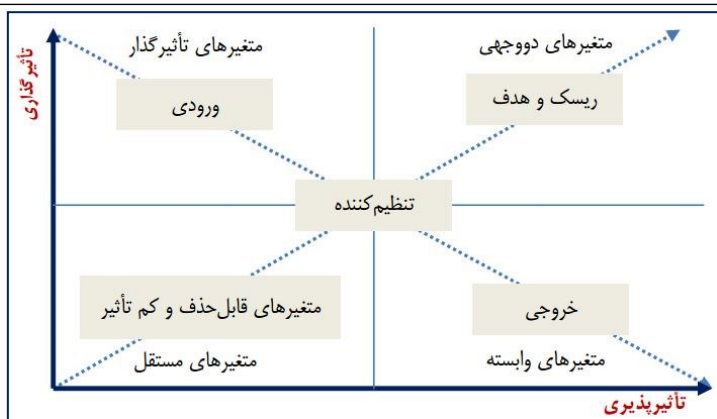 متغیرهای دووجهی
متغیرهای تأثیرگذار
ریسک و هدف
ورودی
تأثیرگذاری
تنظیم‌کننده
خروجی
متغیرهای قابل‌حذف و کم تأثیر
متغیرهای وابسته
متغیرهای مستقل
تأثیرپذیری